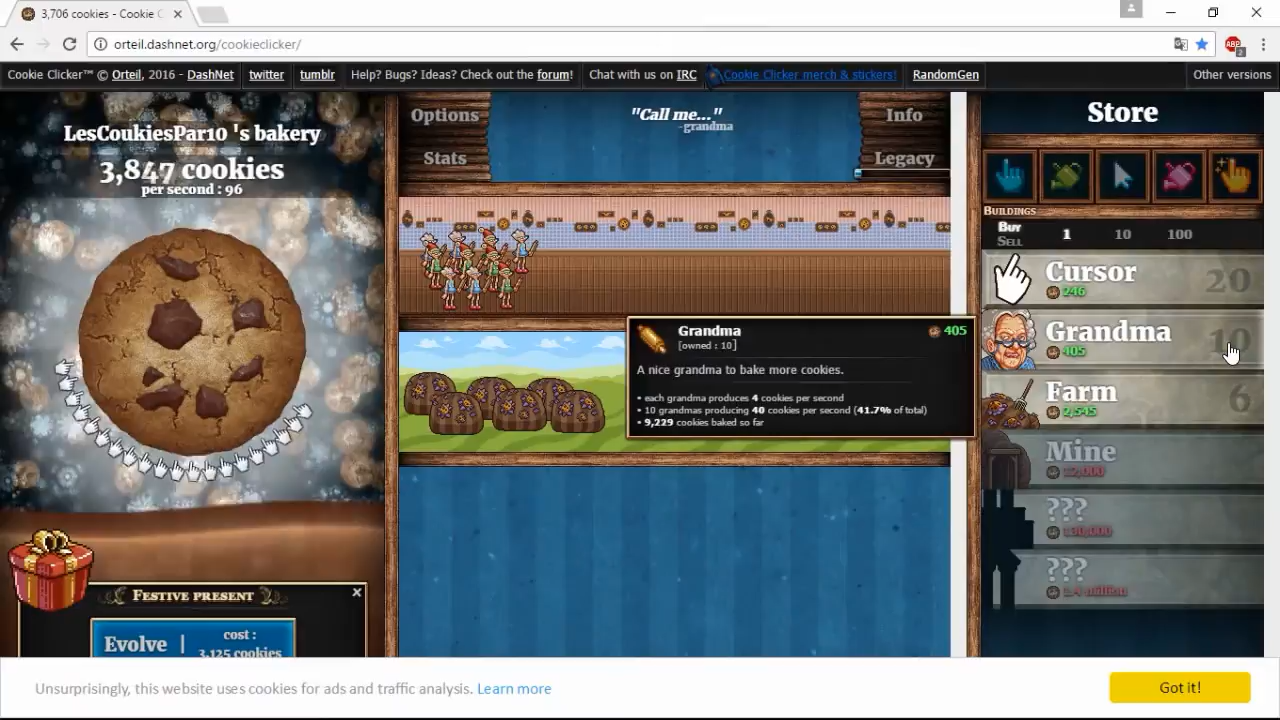 3,706 cookies - Cookie C
orteil.dashnet.org/cookieclicker/
ABP
2
Cookie Clicker™ © Orteil, 2016 - DashNet
twitter
tumblr
Help? Bugs? Ideas? Check out the forum!
Chat with us on IRC
Cookie Clicker merch & stickers!
RandomGen
Other versions
LesCoukiesPar10 's bakery
3,847 cookies
per second : 96
Options
Stats
"Call me..."
-grandma
Info
Legacy
Store
Buildings
Buy
Sell
1
10
100
Cursor
246
20
Grandma
405
10
Farm
2,545
6
Mine
???
???
1.4 million
Grandma
[owned : 10]
405
A nice grandma to bake more cookies.
• each grandma produces 4 cookies per second
• 10 grandmas producing 40 cookies per second (41.7% of total)
• 9,229 cookies baked so far
Festive present
Evolve
cost :
3,125 cookies
Unsurprisingly, this website uses cookies for ads and traffic analysis. Learn more
Got it!